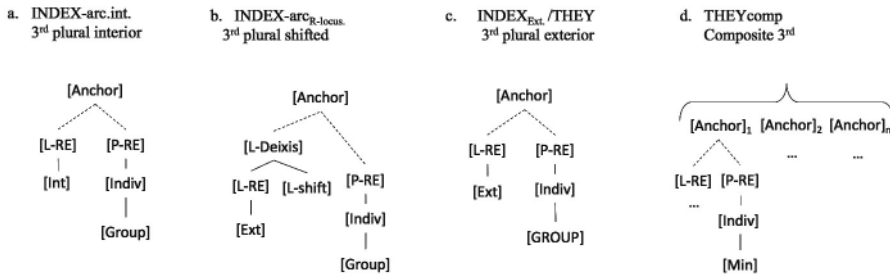 a. INDEX-arc.int.
3rd plural interior
[Anchor]
[L-RE] [P-RE]
[Int] [Indiv]
[Group]
b. INDEX-arcR-locus.
3rd plural shifted
[Anchor]
[L-Deixis]
[L-RE] [L-shift] [P-RE]
[Ext] [Indiv]
[Group]
c. INDEXExt./THEY
3rd plural exterior
[Anchor]
[L-RE] [P-RE]
[Ext] [Indiv]
[GROUP]
d. THEYcomp
Composite 3rd
[Anchor]1 [Anchor]2 [Anchor]n
... ...
[L-RE] [P-RE]
...
[Indiv]
[Min]